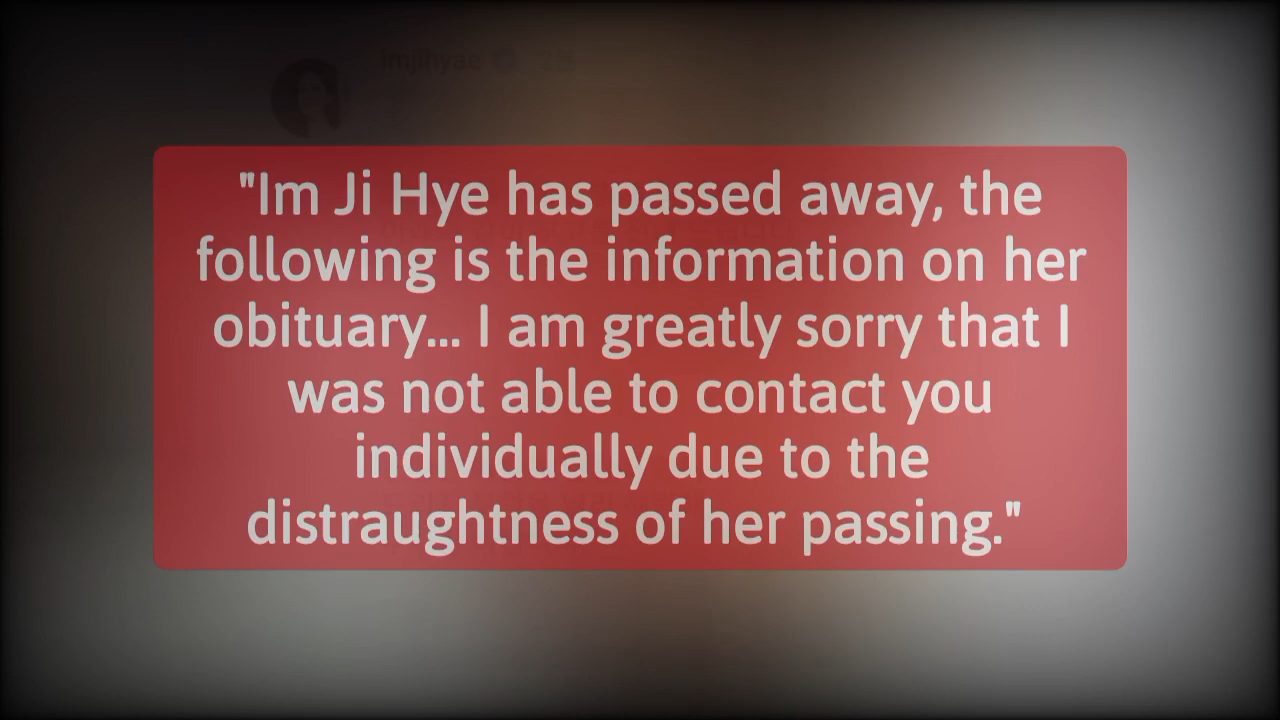 imjihyae
"Im Ji Hye has passed away, the
following is the information on her
obituary... I am greatly sorry that I
was not able to contact you
individually due to the
distraughtness of her passing."